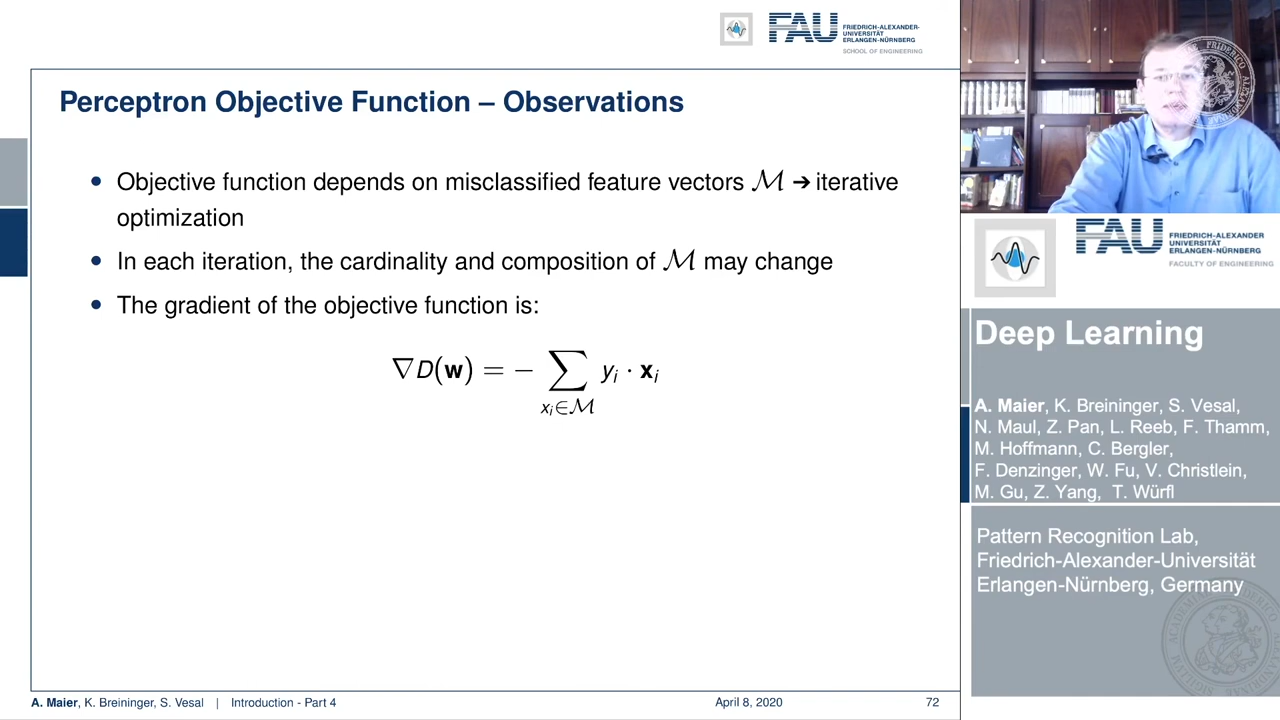 FAU FRIEDRICH-ALEXANDER-
UNIVERSITÄT
ERLANGEN-NÜRNBERG
SCHOOL OF ENGINEERING
Perceptron Objective Function – Observations
• Objective function depends on misclassified feature vectors ℳ ➔ iterative
optimization
• In each iteration, the cardinality and composition of ℳ may change
• The gradient of the objective function is:
∇D(w) = − ∑ yᵢ · xᵢ
xᵢ∈ℳ
A. Maier, K. Breininger, S. Vesal | Introduction - Part 4 April 8, 2020 72
FAU FRIEDRICH-ALEXANDER
UNIVERSITÄT
ERLANGEN-NÜRNBERG
FACULTY OF ENGINEERING
Deep Learning
A. Maier, K. Breininger, S. Vesal,
N. Maul, Z. Pan, L. Reeb, F. Thamm,
M. Hoffmann, C. Bergler,
F. Denzinger, W. Fu, V. Christlein,
M. Gu, Z. Yang, T. Würfl
Pattern Recognition Lab,
Friedrich-Alexander-Universität
Erlangen-Nürnberg, Germany